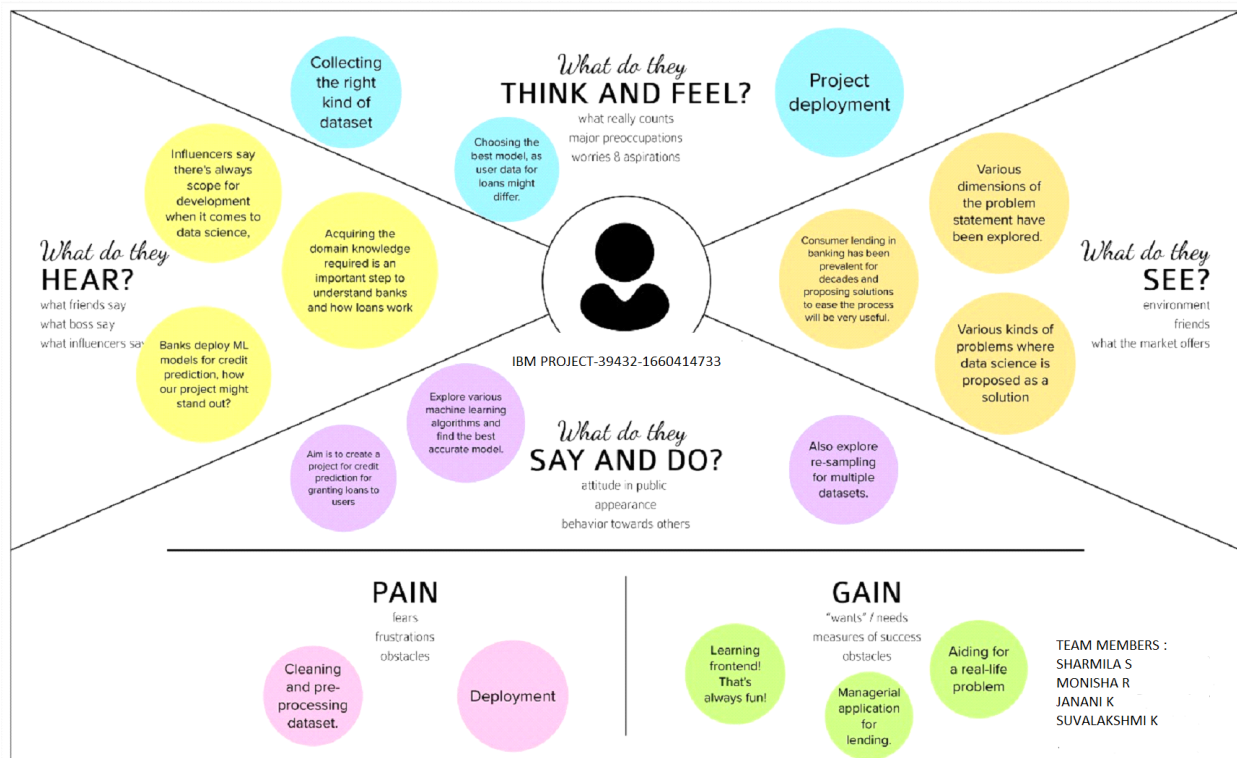 What do they
THINK AND FEEL?
what really counts
major preoccupations
worries & aspirations
Collecting
the right
kind of
dataset
Choosing the
best model, as
user data for
loans might
differ.
Project
deployment
What do they
HEAR?
what friends say
what boss say
what influencers say
Influencers say
there's always
scope for
development
when it comes to
data science,
Acquiring the
domain knowledge
required is an
important step to
understand banks
and how loans work
Banks deploy ML
models for credit
prediction, how
our project might
stand out?
What do they
SEE?
environment
friends
what the market offers
Various
dimensions of
the problem
statement have
been explored.
Consumer lending in
banking has been
prevalent for
decades and
proposing solutions
to ease the process
will be very useful.
Various kinds of
problems where
data science is
proposed as a
solution
IBM PROJECT-39432-1660414733
What do they
SAY AND DO?
attitude in public
appearance
behavior towards others
Explore various
machine learning
algorithms and
find the best
accurate model.
Aim is to create a
project for credit
prediction for
granting loans to
users
Also explore
re-sampling
for multiple
datasets.
PAIN
fears
frustrations
obstacles
Cleaning
and pre-
processing
dataset.
Deployment
GAIN
"wants" / needs
measures of success
obstacles
Learning
frontend!
That's
always fun!
Managerial
application
for
lending.
Aiding for
a real-life
problem
TEAM MEMBERS :
SHARMILA S
MONISHA R
JANANI K
SUVALAKSHMI K
.